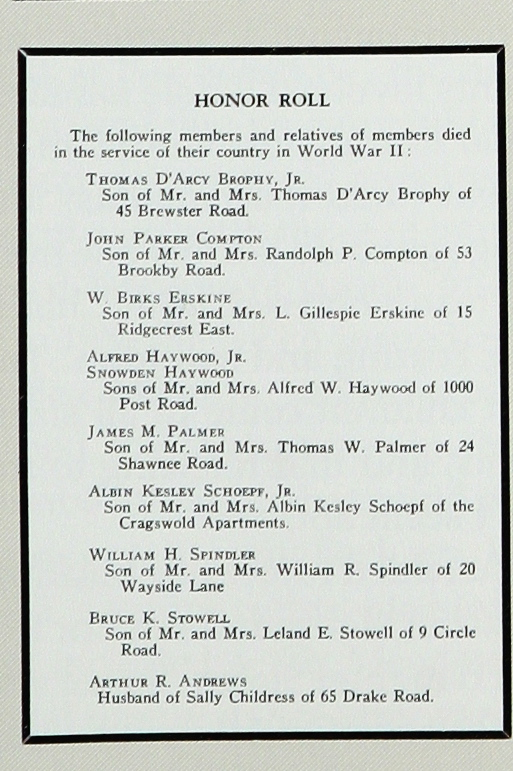 HONOR ROLL
The following members and relatives of members died
in the service of their country in World War II:
THOMAS D'ARCY BROPHY, JR.
Son of Mr. and Mrs. Thomas D'Arcy Brophy of
45 Brewster Road.
JOHN PARKER COMPTON
Son of Mr. and Mrs. Randolph P. Compton of 53
Brookby Road.
W. BIRKS ERSKINE
Son of Mr. and Mrs. L. Gillespie Erskine of 15
Ridgecrest East.
ALFRED HAYWOOD, JR.
SNOWDEN HAYWOOD
Sons of Mr. and Mrs. Alfred W. Haywood of 1000
Post Road.
JAMES M. PALMER
Son of Mr. and Mrs. Thomas W. Palmer of 24
Shawnee Road.
ALBIN KESLEY SCHOEPF, JR.
Son of Mr. and Mrs. Albin Kesley Schoepf of the
Cragswold Apartments.
WILLIAM H. SPINDLER
Son of Mr. and Mrs. William R. Spindler of 20
Wayside Lane
BRUCE K. STOWELL
Son of Mr. and Mrs. Leland E. Stowell of 9 Circle
Road.
ARTHUR R. ANDREWS
Husband of Sally Childress of 65 Drake Road.